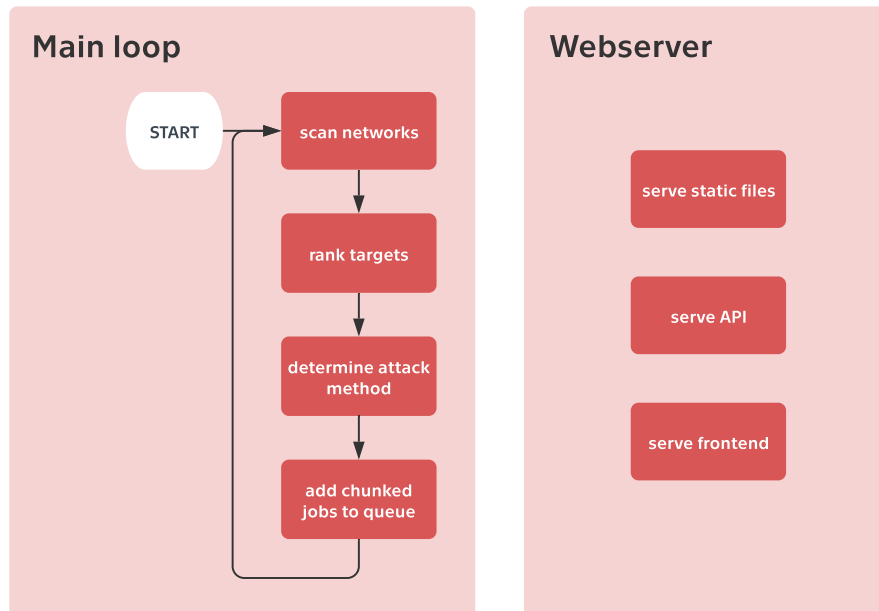 Main loop
START
scan networks
rank targets
determine attack
method
add chunked
jobs to queue
Webserver
serve static files
serve API
serve frontend